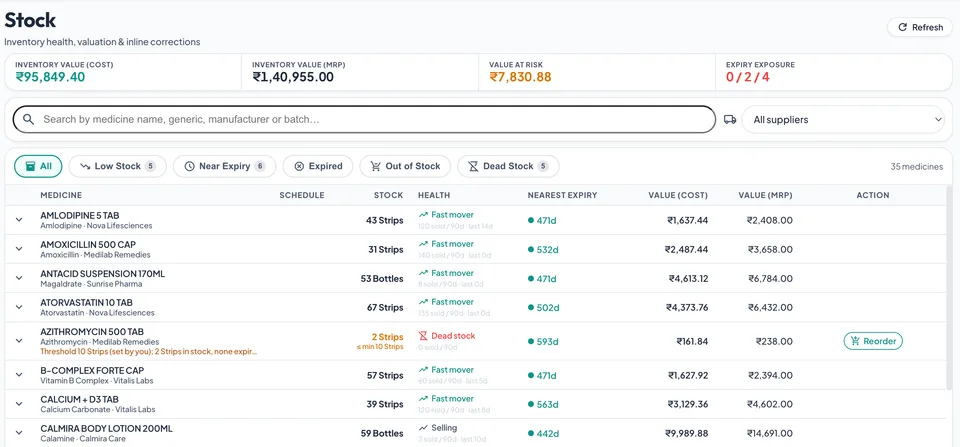 Stock
Refresh
Inventory health, valuation & inline corrections
INVENTORY VALUE (COST)
₹95,849.40
INVENTORY VALUE (MRP)
₹1,40,955.00
VALUE AT RISK
₹7,830.88
EXPIRY EXPOSURE
0 / 2 / 4
Search by medicine name, generic, manufacturer or batch...
All suppliers
All
Low Stock 5
Near Expiry 6
Expired
Out of Stock
Dead Stock 5
35 medicines
MEDICINE SCHEDULE STOCK HEALTH NEAREST EXPIRY VALUE (COST) VALUE (MRP) ACTION
AMLODIPINE 5 TAB
Amlodipine · Nova Lifesciences
43 Strips
Fast mover
120 sold / 90d · last 14d
471d
₹1,637.44
₹2,408.00
AMOXICILLIN 500 CAP
Amoxicillin · Medilab Remedies
31 Strips
Fast mover
140 sold / 90d · last 0d
532d
₹2,487.44
₹3,658.00
ANTACID SUSPENSION 170ML
Magaldrate · Sunrise Pharma
53 Bottles
Fast mover
8 sold / 90d · last 0d
471d
₹4,613.12
₹6,784.00
ATORVASTATIN 10 TAB
Atorvastatin · Nova Lifesciences
67 Strips
Fast mover
135 sold / 90d · last 0d
502d
₹4,373.76
₹6,432.00
AZITHROMYCIN 500 TAB
Azithromycin · Medilab Remedies
Threshold 10 Strips (set by you); 2 Strips in stock, none expir...
2 Strips
≤ min 10 Strips
Dead stock
0 sold / 90d
593d
₹161.84
₹238.00
Reorder
B-COMPLEX FORTE CAP
Vitamin B Complex · Vitalis Labs
57 Strips
Fast mover
60 sold / 90d · last 5d
471d
₹1,627.92
₹2,394.00
CALCIUM + D3 TAB
Calcium Carbonate · Vitalis Labs
39 Strips
Fast mover
120 sold / 90d · last 8d
563d
₹3,129.36
₹4,602.00
CALMIRA BODY LOTION 200ML
Calamine · Calmira Care
59 Bottles
Selling
3 sold / 90d · last 10d
442d
₹9,989.88
₹14,691.00